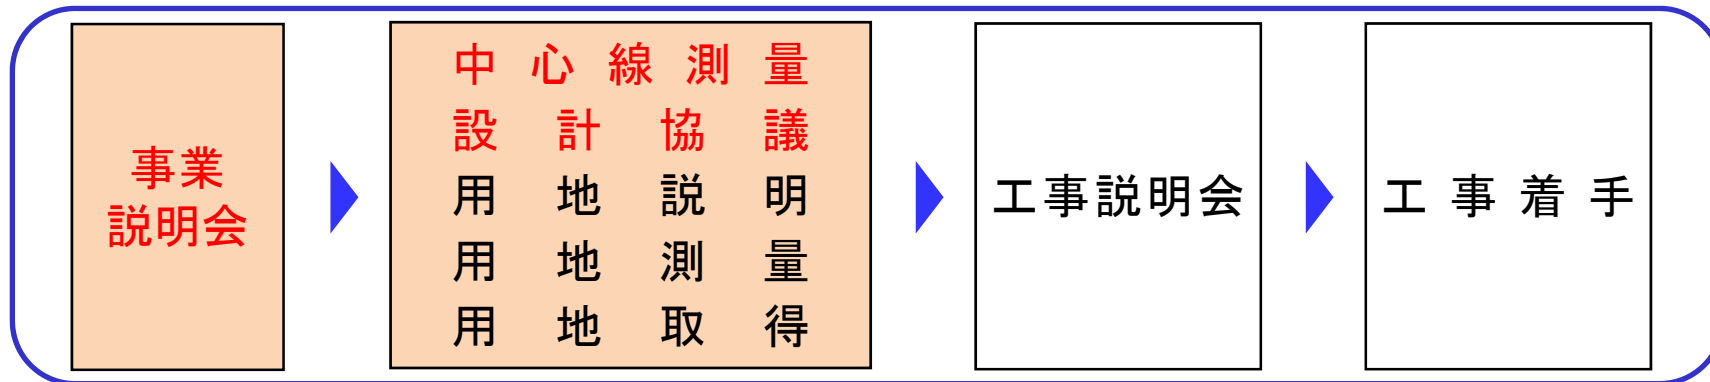 事業
説明会
中心線測量
設計協議
用地説明
用地測量
用地取得
工事説明会
工事着手